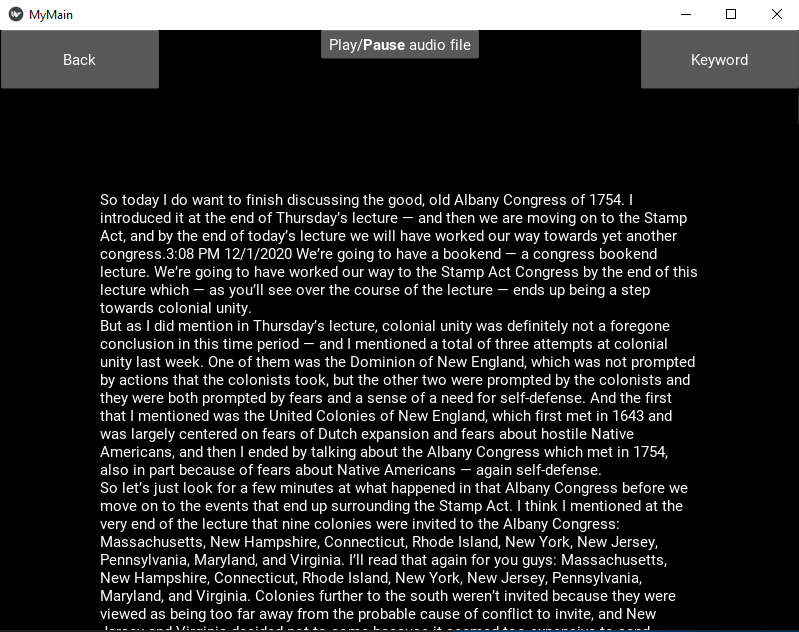 MyMain
Back
Play/Pause audio file
Keyword
So today I do want to finish discussing the good, old Albany Congress of 1754. I
introduced it at the end of Thursday’s lecture — and then we are moving on to the Stamp
Act, and by the end of today’s lecture we will have worked our way towards yet another
congress.3:08 PM 12/1/2020 We’re going to have a bookend — a congress bookend
lecture. We’re going to have worked our way to the Stamp Act Congress by the end of this
lecture which — as you’ll see over the course of the lecture — ends up being a step
towards colonial unity.
But as I did mention in Thursday’s lecture, colonial unity was definitely not a foregone
conclusion in this time period — and I mentioned a total of three attempts at colonial
unity last week. One of them was the Dominion of New England, which was not prompted
by actions that the colonists took, but the other two were prompted by the colonists and
they were both prompted by fears and a sense of a need for self-defense. And the first
that I mentioned was the United Colonies of New England, which first met in 1643 and
was largely centered on fears of Dutch expansion and fears about hostile Native
Americans, and then I ended by talking about the Albany Congress which met in 1754,
also in part because of fears about Native Americans — again self-defense.
So let’s just look for a few minutes at what happened in that Albany Congress before we
move on to the events that end up surrounding the Stamp Act. I think I mentioned at the
very end of the lecture that nine colonies were invited to the Albany Congress:
Massachusetts, New Hampshire, Connecticut, Rhode Island, New York, New Jersey,
Pennsylvania, Maryland, and Virginia. I’ll read that again for you guys: Massachusetts,
New Hampshire, Connecticut, Rhode Island, New York, New Jersey, Pennsylvania,
Maryland, and Virginia. Colonies further to the south weren’t invited because they were
viewed as being too far away from the probable cause of conflict to invite, and New
Jersey and Virginia decided not to come because it seemed too expensive to send